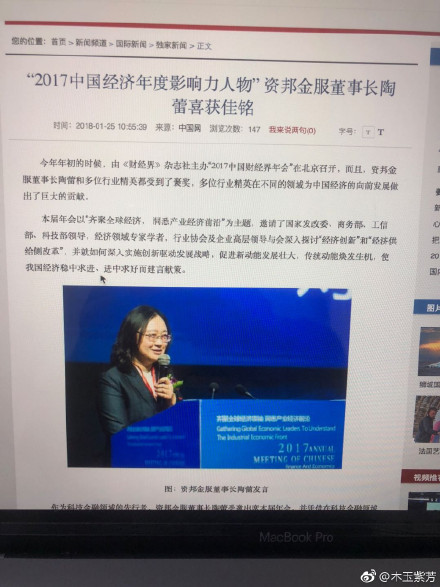 您的位置：首页 > 新闻频道 > 国际新闻 > 独家新闻 > 正文
“2017中国经济年度影响力人物” 资邦金服董事长陶
蕾喜获佳铭
时间：2018-01-25 10:55:39 来源：中国网 浏览次数：147 我来说两句(0) 字号： T T
今年年初的时候，由《财经界》杂志社主办“2017中国财经界年会”在北京召开。而且，资邦金
服董事长陶蕾和多位行业精英都受到了褒奖，多位行业精英在不同的领域为中国经济的向前发展做
出了巨大的贡献。
本届年会以“齐聚全球经济，洞悉产业经济前沿”为主题，邀请了国家发改委、商务部、工信
部、科技部领导，经济领域专家学者，行业协会及企业高层领导与会深入探讨“经济创新”和“经济供
给侧改革”，并就如何深入实施创新驱动发展战略，促进新动能发展壮大，传统动能焕发生机，使
我国经济稳中求进、进中求好而建言献策。
Gathering Global Economic Leaders To Understand
The Industrial Economic Front
2017 ANNUAL
MEETING OF CHINESE
Finance And Economics
图：资邦金服董事长陶蕾发言
图片
倾城国
法国艺
视频推
MacBook Pro
@木玉紫芳